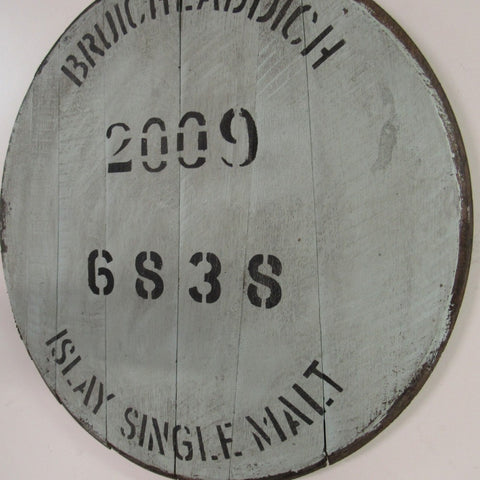 BRUICHLADDICH
2009
6838
ISLAY SINGLE MALT